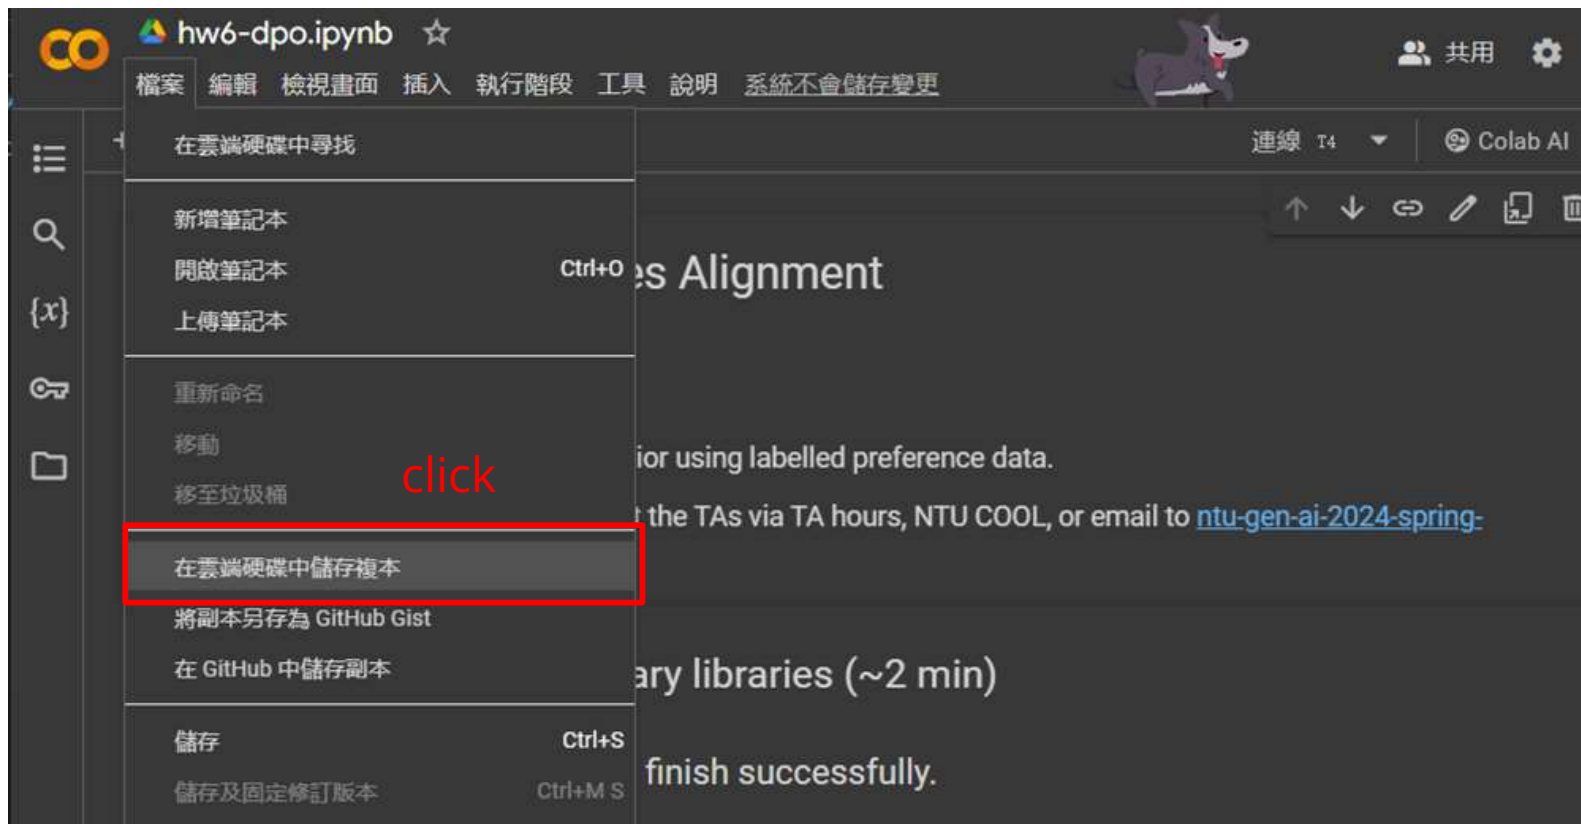 hw6-dpo.ipynb
共用
檔案 編輯 檢視畫面 插入 執行階段 工具 說明 系統不會儲存變更
在雲端硬碟中尋找
連線 T4
Colab AI
新增筆記本
開啟筆記本 Ctrl+O
es Alignment
上傳筆記本
{x}
重新命名
移動
ior using labelled preference data.
click
移至垃圾桶
t the TAs via TA hours, NTU COOL, or email to ntu-gen-ai-2024-spring-
在雲端硬碟中儲存複本
將副本另存為 GitHub Gist
在 GitHub 中儲存副本
ary libraries (~2 min)
儲存 Ctrl+S
finish successfully.
儲存及固定修訂版本 Ctrl+M S